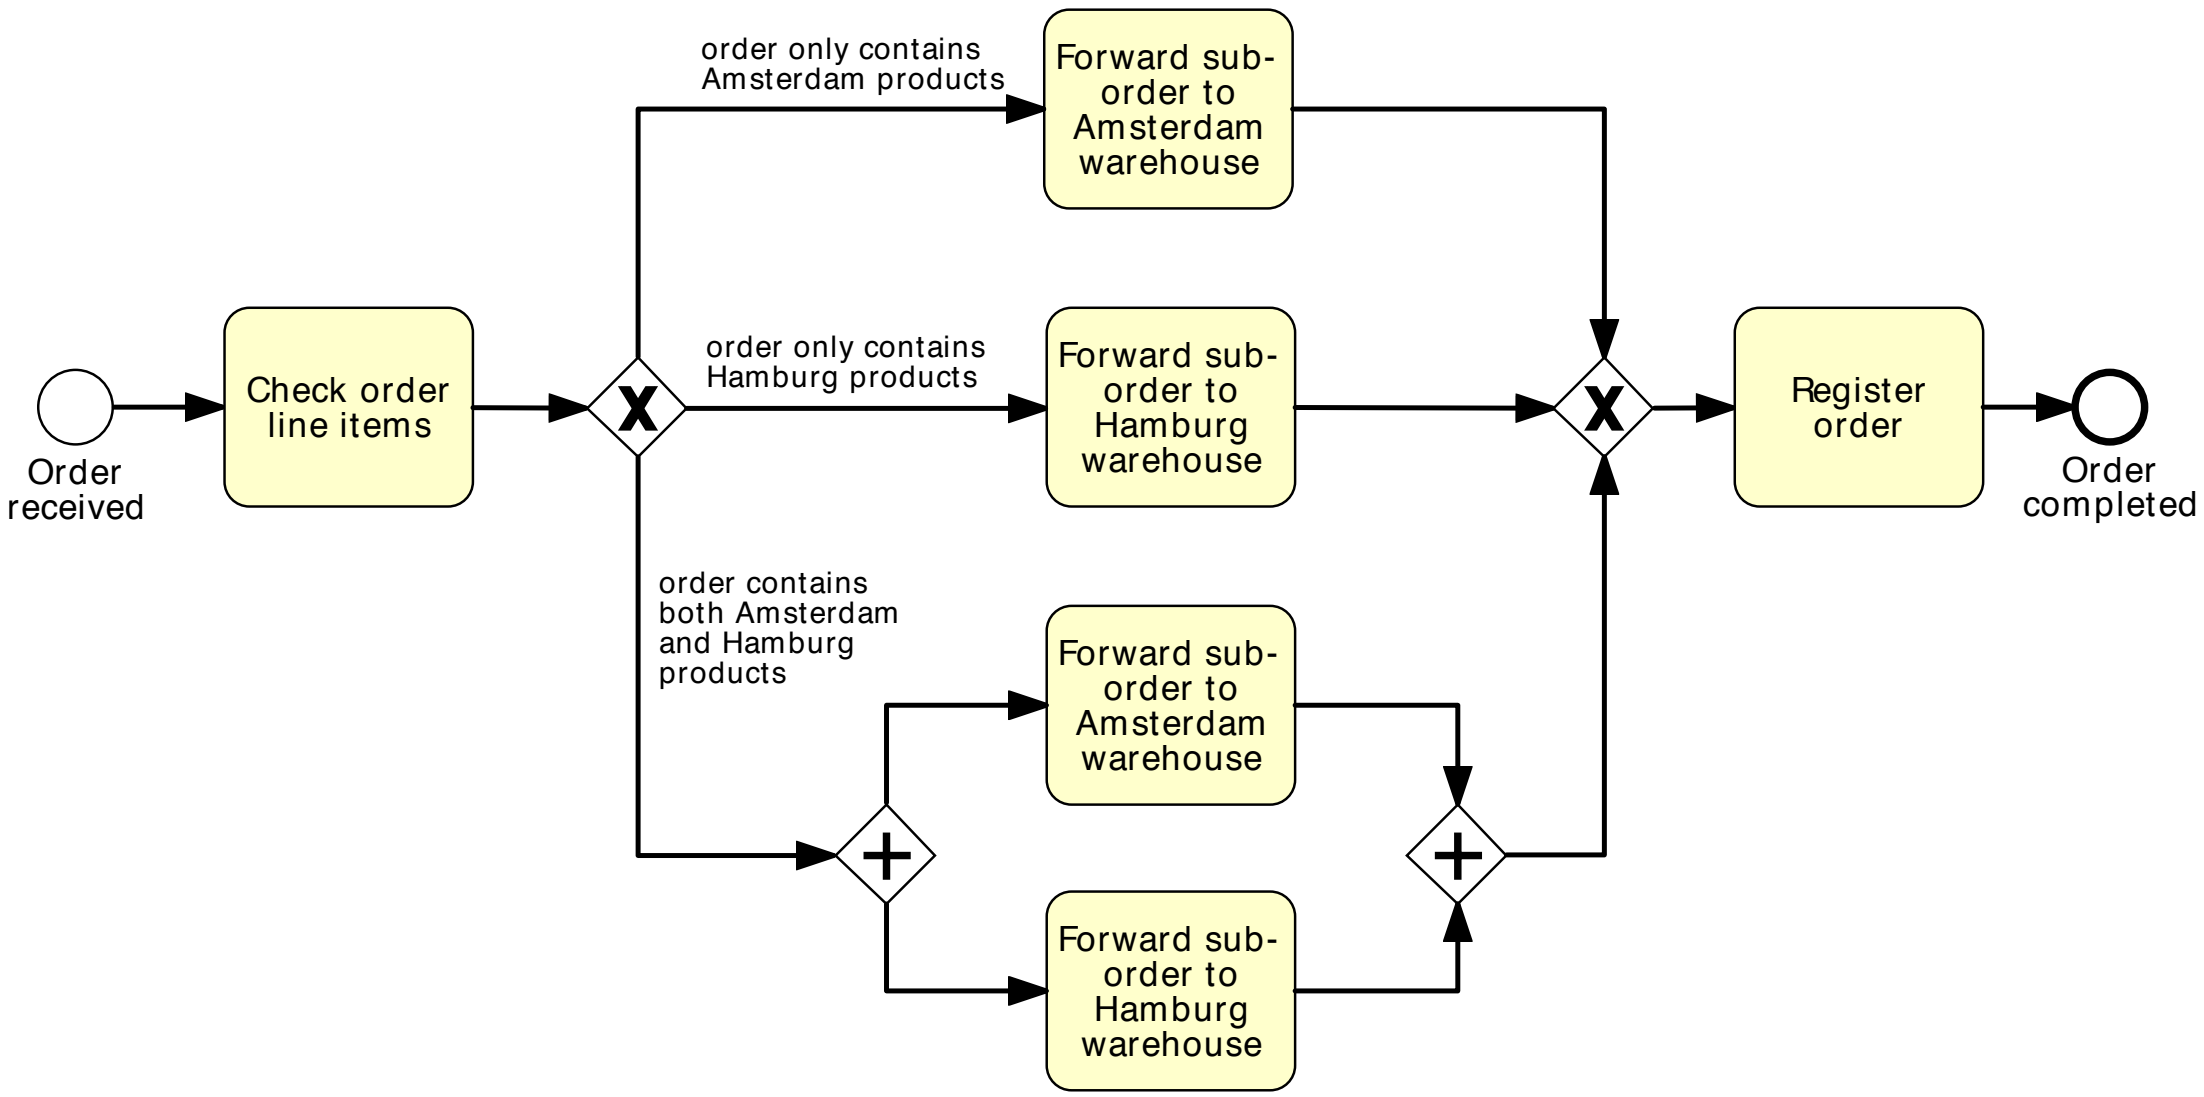 order only contains
Amsterdam products
Forward sub-
order to
Amsterdam
warehouse
Order
received
Check order
line items
X
order only contains
Hamburg products
Forward sub-
order to
Hamburg
warehouse
X
Register
order
Order
completed
order contains
both Amsterdam
and Hamburg
products
Forward sub-
order to
Amsterdam
warehouse
+
+
Forward sub-
order to
Hamburg
warehouse